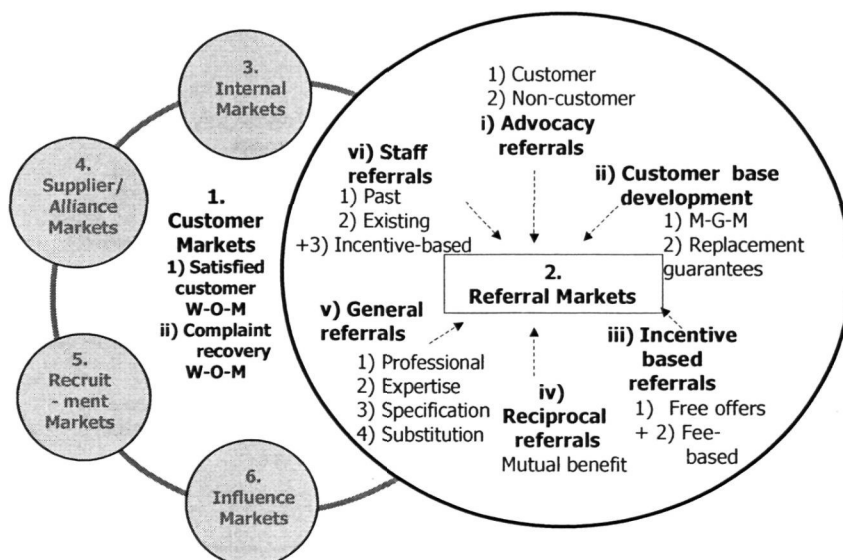 3.
Internal
Markets
4.
Supplier/
Alliance
Markets
5.
Recruit
- ment
Markets
6.
Influence
Markets
1.
Customer
Markets
1) Satisfied
customer
W-O-M
ii) Complaint
recovery
W-O-M
2.
Referral Markets
1) Customer
2) Non-customer
i) Advocacy
referrals
ii) Customer base
development
1) M-G-M
2) Replacement
guarantees
iii) Incentive
based
referrals
1) Free offers
+ 2) Fee-
based
iv)
Reciprocal
referrals
Mutual benefit
v) General
referrals
1) Professional
2) Expertise
3) Specification
4) Substitution
vi) Staff
referrals
1) Past
2) Existing
+3) Incentive-based